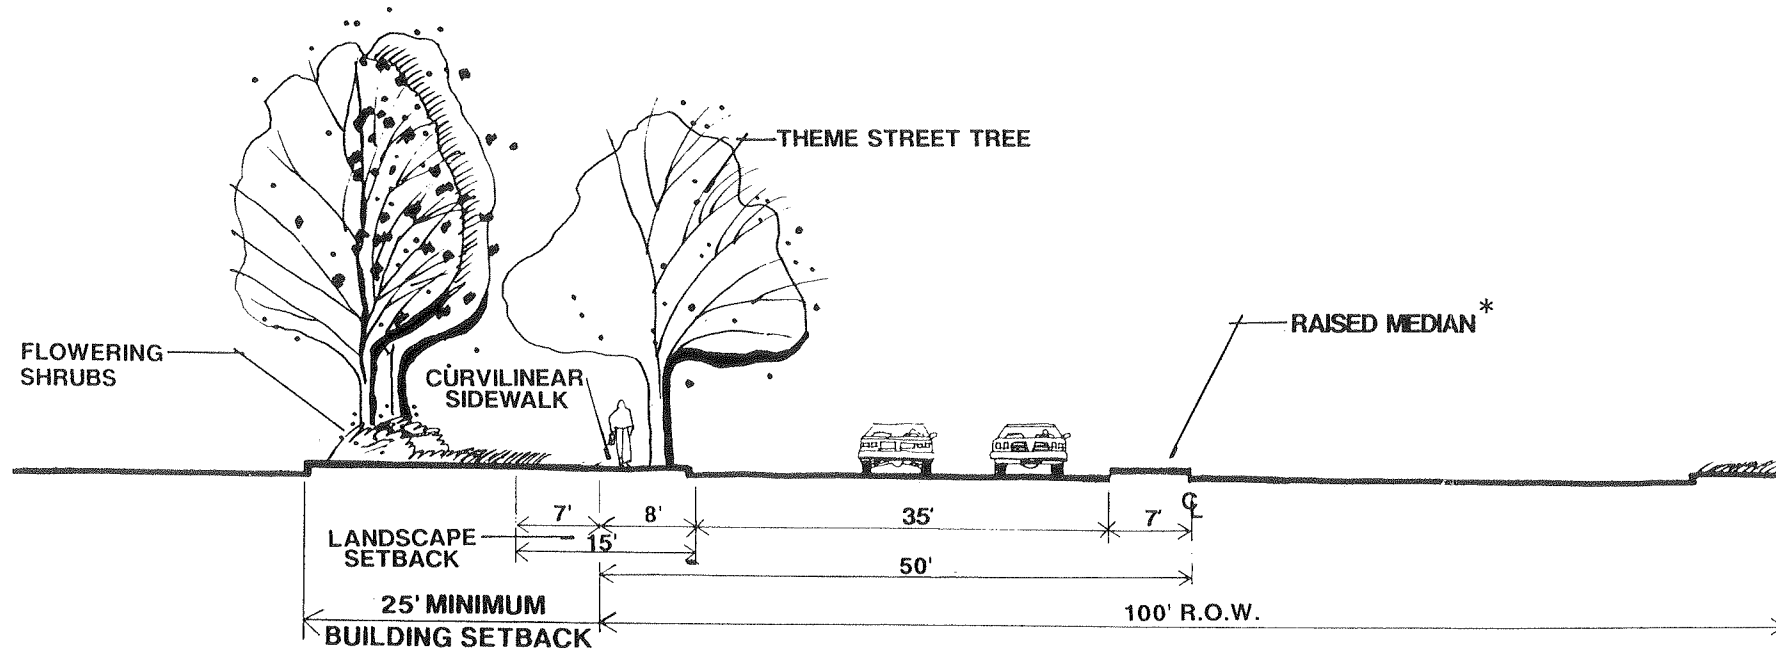 THEME STREET TREE
RAISED MEDIAN*
FLOWERING
SHRUBS
CURVILINEAR
SIDEWALK
℄
7'
8'
35'
7'
LANDSCAPE
SETBACK
15'
50'
25' MINIMUM
BUILDING SETBACK
100' R.O.W.